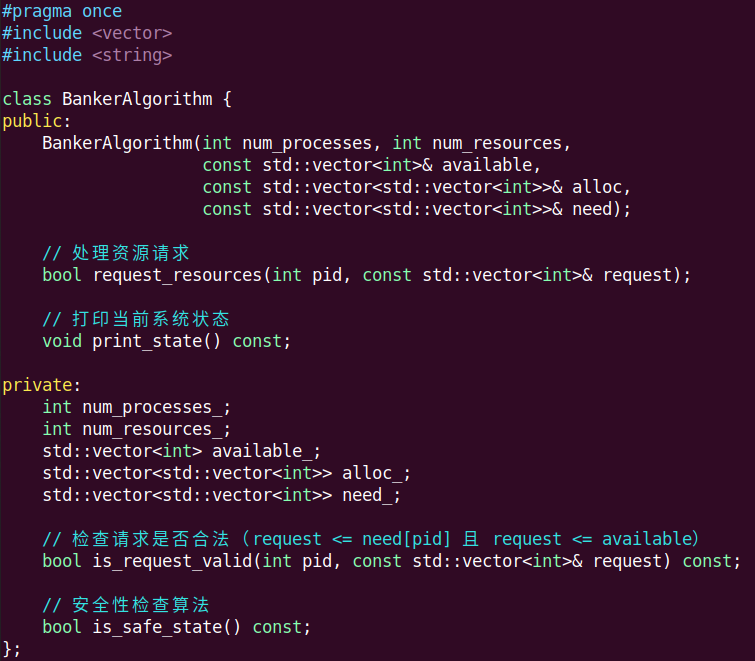 #pragma once
#include <vector>
#include <string>
class BankerAlgorithm {
public:
    BankerAlgorithm(int num_processes, int num_resources,
                    const std::vector<int>& available,
                    const std::vector<std::vector<int>>& alloc,
                    const std::vector<std::vector<int>>& need);
    // 处理资源请求
    bool request_resources(int pid, const std::vector<int>& request);
    // 打印当前系统状态
    void print_state() const;
private:
    int num_processes_;
    int num_resources_;
    std::vector<int> available_;
    std::vector<std::vector<int>> alloc_;
    std::vector<std::vector<int>> need_;
    // 检查请求是否合法（request <= need[pid] 且 request <= available）
    bool is_request_valid(int pid, const std::vector<int>& request) const;
    // 安全性检查算法
    bool is_safe_state() const;
};